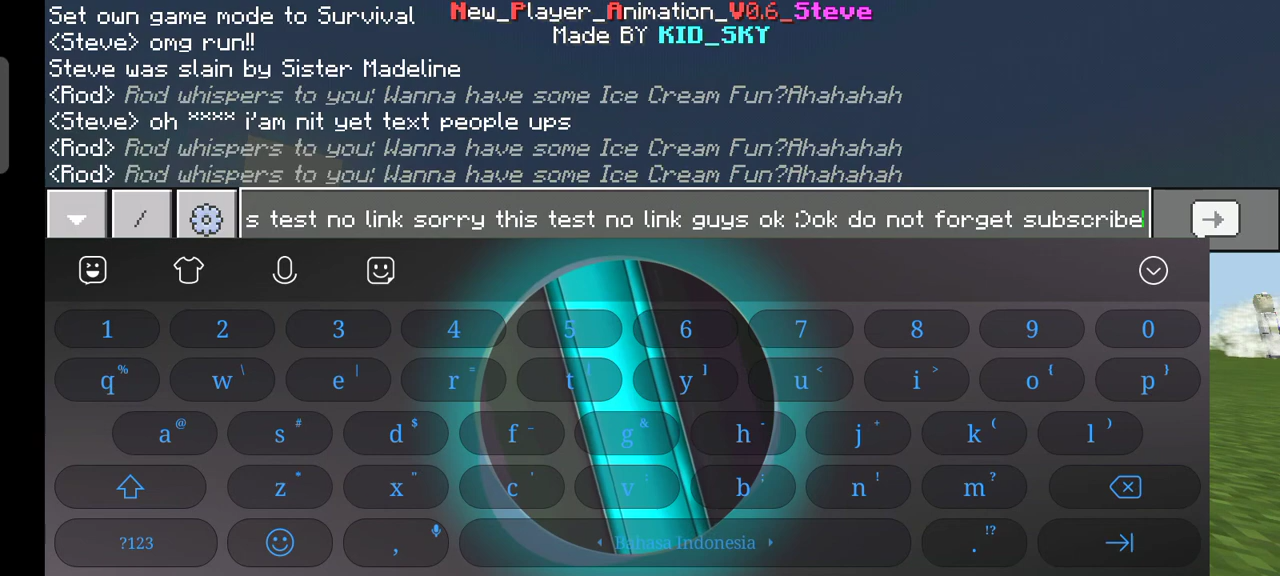 Set own game mode to Survival
New_Player_Animation_V0.6_Steve
<Steve> omg run!!
Made BY KID_SKY
Steve was slain by Sister Madeline
<Rod> Rod whispers to you: Wanna have some Ice Cream Fun?Ahahahah
<Steve> oh **** i'am nit yet text people ups
<Rod> Rod whispers to you: Wanna have some Ice Cream Fun?Ahahahah
<Rod> Rod whispers to you: Wanna have some Ice Cream Fun?Ahahahah
/ s test no link sorry this test no link guys ok :)ok do not forget subscribe
1 2 3 4 5 6 7 8 9 0
q % w \ e | r = t [ y ] u < i > o { p }
a @ s # d $ f _ g & h - j + k ( l )
z * x " c ' v : b ; n ! m ?
?123 , Bahasa Indonesia . !?